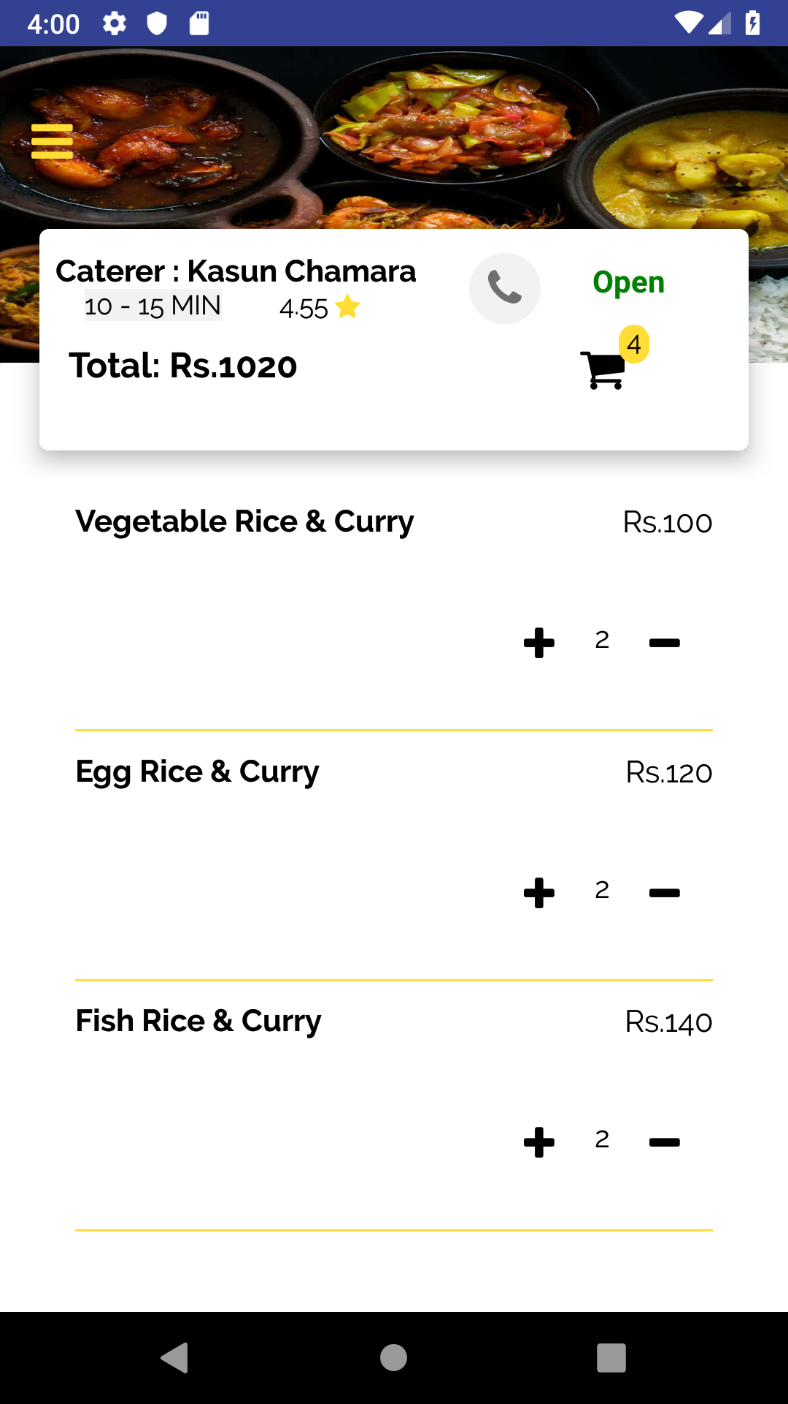 4:00
Caterer : Kasun Chamara
Open
10 - 15 MIN 4.55
4
Total: Rs.1020
Vegetable Rice & Curry Rs.100
2
Egg Rice & Curry Rs.120
2
Fish Rice & Curry Rs.140
2